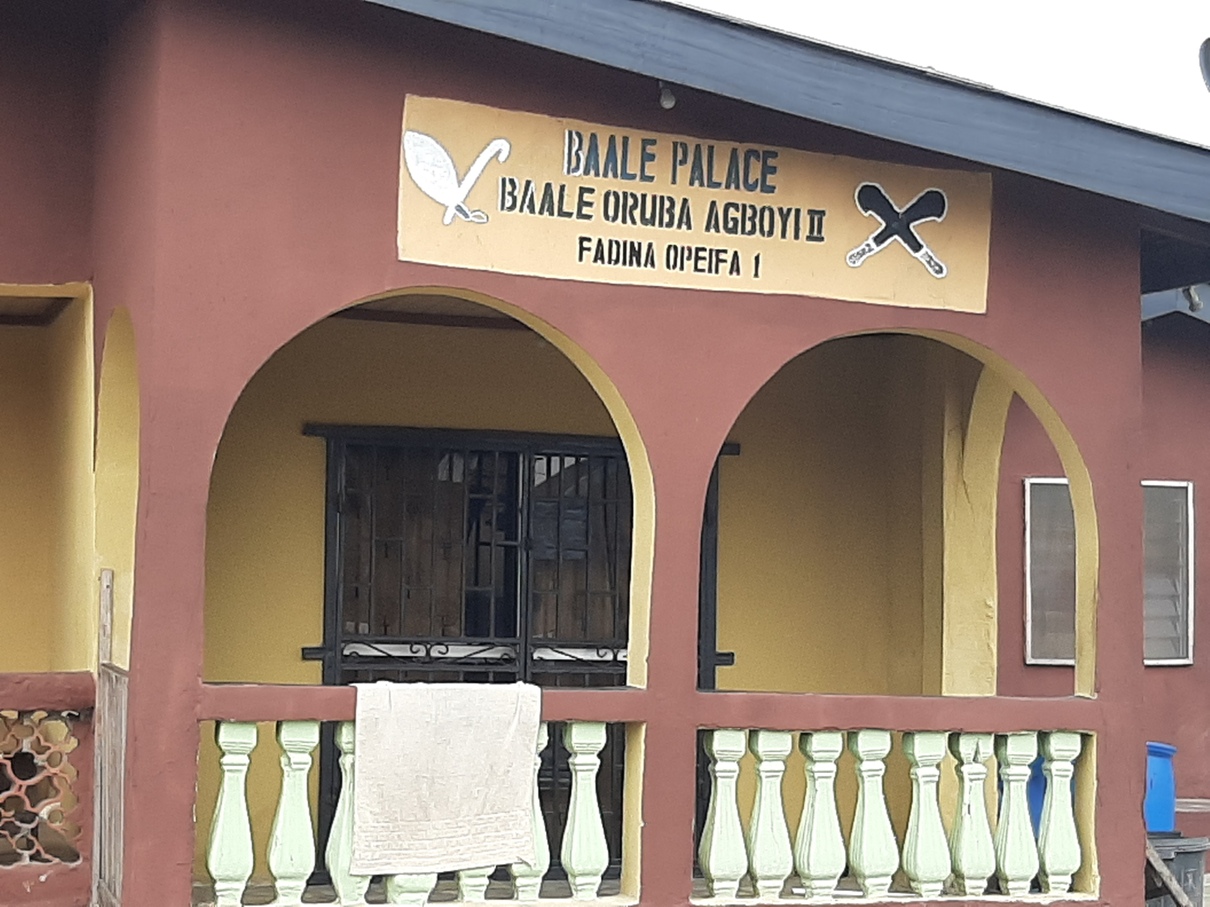 BAALE PALACE
BAALE ORUBA AGBOYI II
FADINA OPEIFA 1